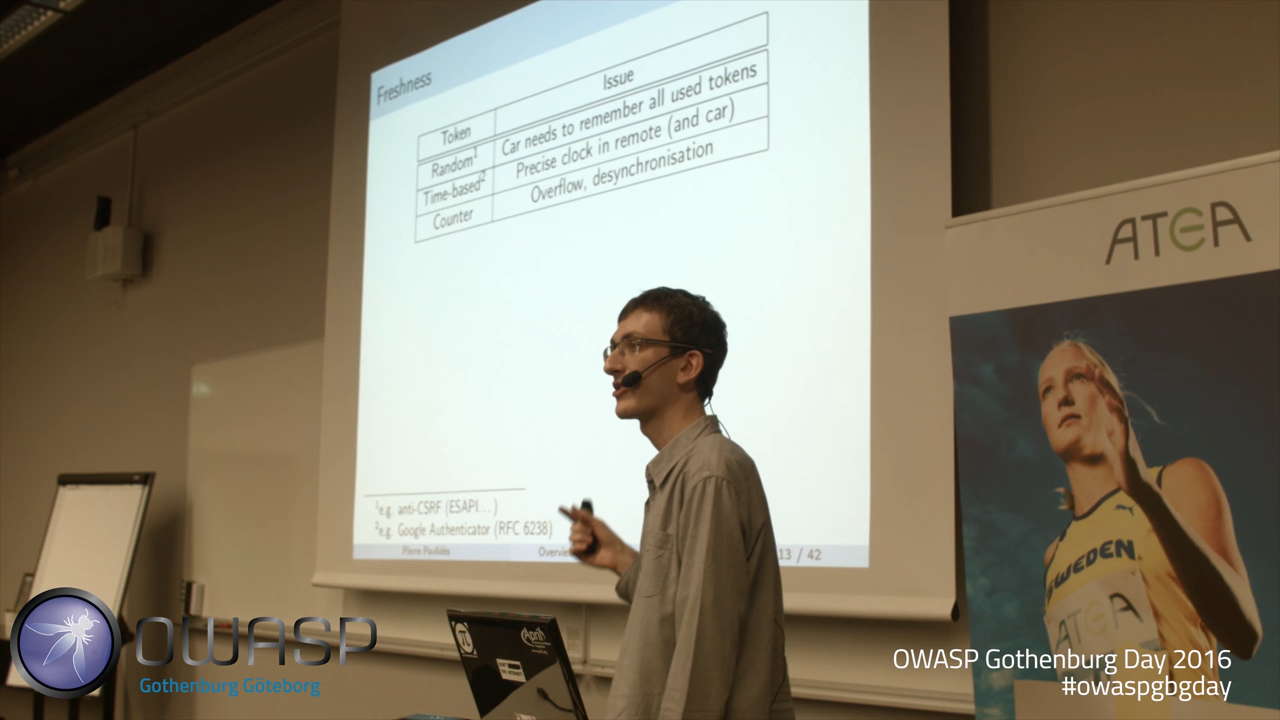 Freshness
Token Issue
Random1 Car needs to remember all used tokens
Time-based2 Precise clock in remote (and car)
Counter Overflow, desynchronisation
1e.g. anti-CSRF (ESAPI...)
2e.g. Google Authenticator (RFC 6238)
Pierre Pavlidès
13 / 42
ATEA
SWEDEN
ATEA
April
OWASP
Gothenburg Göteborg
OWASP Gothenburg Day 2016
#owaspgbgday